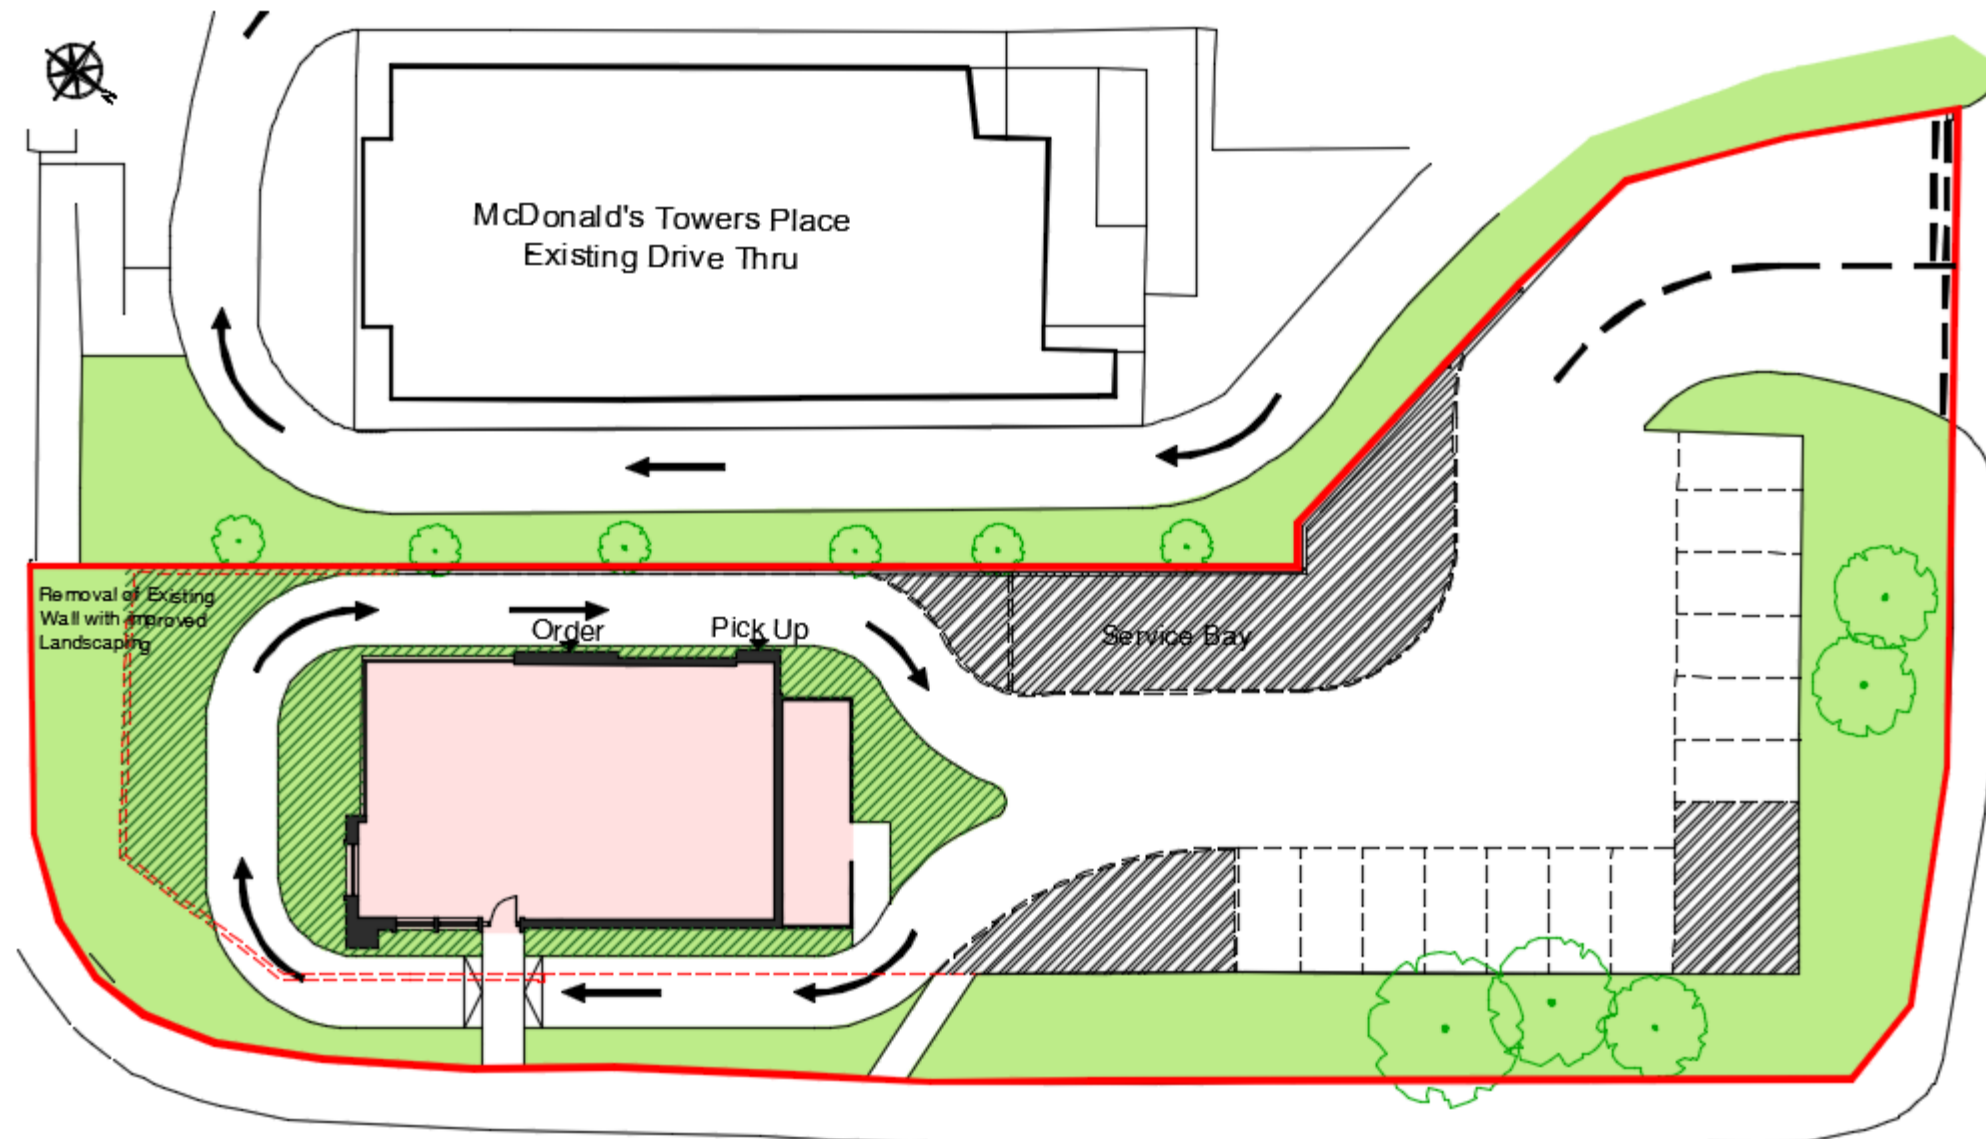 N
McDonald's Towers Place
Existing Drive Thru
Removal of Existing
Wall with improved
Landscaping
Order
Pick Up
Service Bay